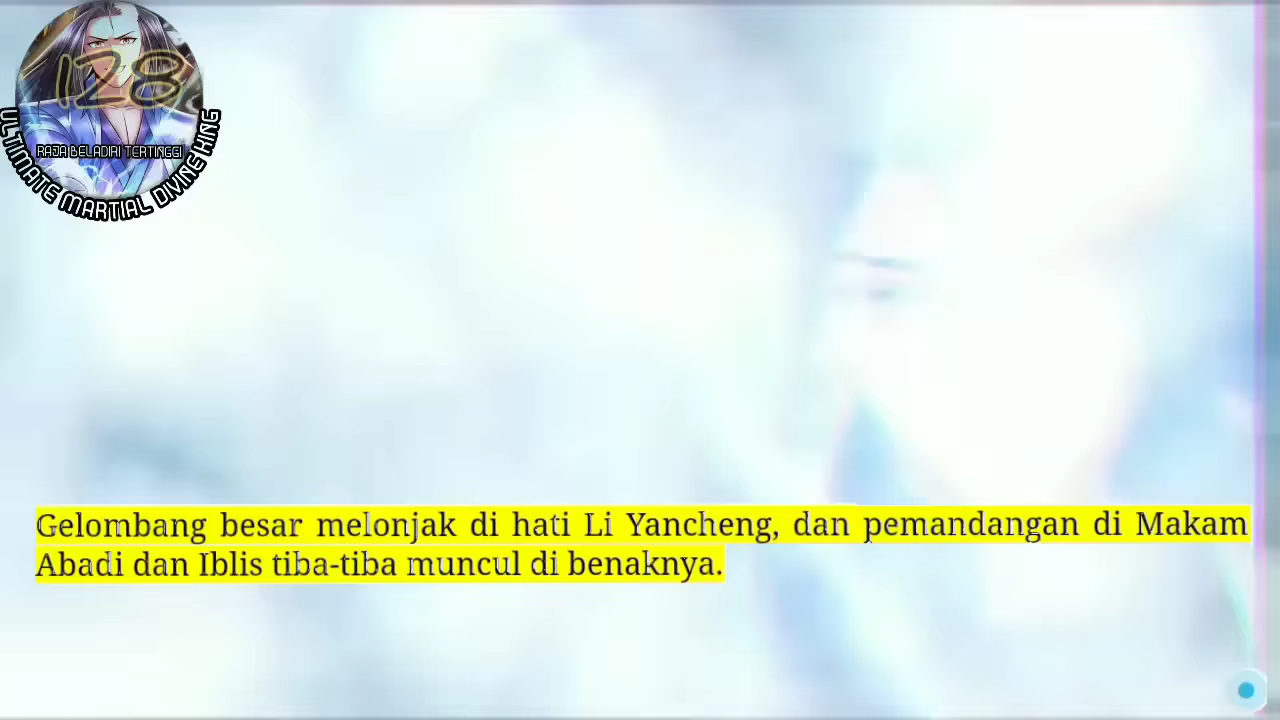 128
RAJA BELADIRI TERTINGGI
ULTIMATE MARTIAL DIVINE KING
Gelombang besar melonjak di hati Li Yancheng, dan pemandangan di Makam
Abadi dan Iblis tiba-tiba muncul di benaknya.